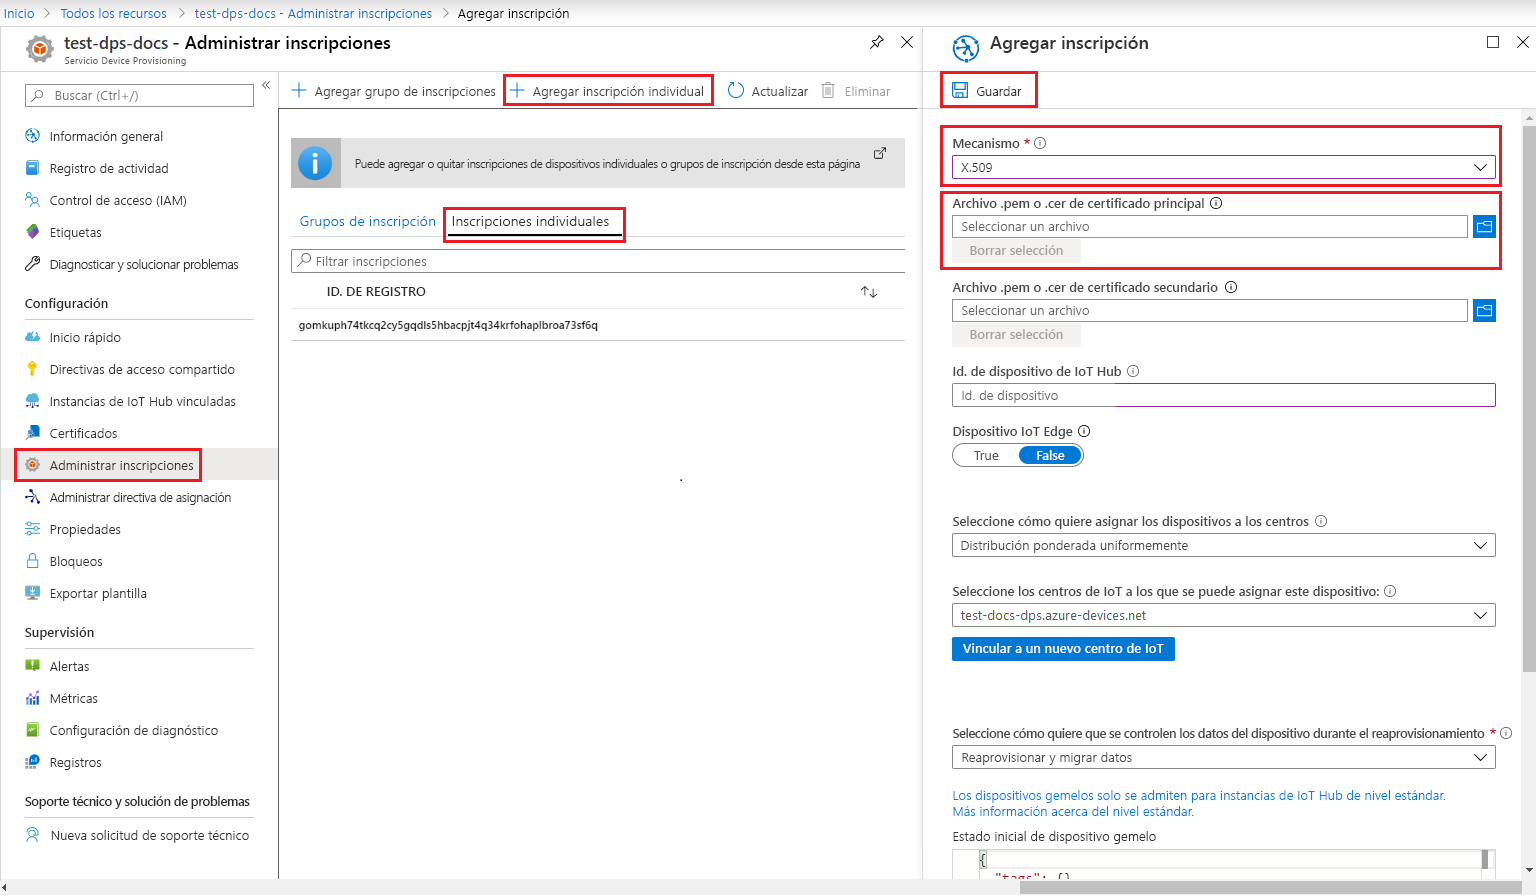 Inicio > Todos los recursos > test-dps-docs - Administrar inscripciones > Agregar inscripción
test-dps-docs - Administrar inscripciones
Servicio Device Provisioning
Buscar (Ctrl+/)
Información general
Registro de actividad
Control de acceso (IAM)
Etiquetas
Diagnosticar y solucionar problemas
Configuración
Inicio rápido
Directivas de acceso compartido
Instancias de IoT Hub vinculadas
Certificados
Administrar inscripciones
Administrar directiva de asignación
Propiedades
Bloqueos
Exportar plantilla
Supervisión
Alertas
Métricas
Configuración de diagnóstico
Registros
Soporte técnico y solución de problemas
Nueva solicitud de soporte técnico
Agregar grupo de inscripciones Agregar inscripción individual Actualizar Eliminar
Puede agregar o quitar inscripciones de dispositivos individuales o grupos de inscripción desde esta página
Grupos de inscripción Inscripciones individuales
Filtrar inscripciones
ID. DE REGISTRO
gomkuph74tkcq2cy5gqdls5hbacpjt4q34krfohaplbroa73sf6q
Agregar inscripción
Guardar
Mecanismo *
X.509
Archivo .pem o .cer de certificado principal
Seleccionar un archivo
Borrar selección
Archivo .pem o .cer de certificado secundario
Seleccionar un archivo
Borrar selección
Id. de dispositivo de IoT Hub
Id. de dispositivo
Dispositivo IoT Edge
True False
Seleccione cómo quiere asignar los dispositivos a los centros
Distribución ponderada uniformemente
Seleccione los centros de IoT a los que se puede asignar este dispositivo:
test-docs-dps.azure-devices.net
Vincular a un nuevo centro de IoT
Seleccione cómo quiere que se controlen los datos del dispositivo durante el reaprovisionamiento *
Reaprovisionar y migrar datos
Los dispositivos gemelos solo se admiten para instancias de IoT Hub de nivel estándar.
Más información acerca del nivel estándar.
Estado inicial de dispositivo gemelo
{
"tags": {},